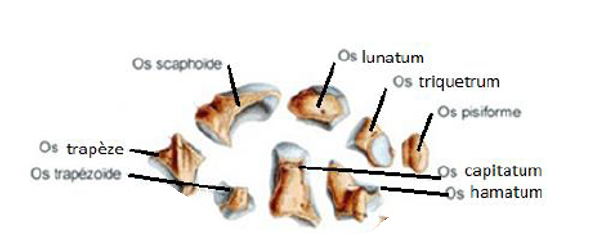 Os scaphoïde
Os lunatum
Os triquetrum
Os pisiforme
Os trapèze
Os trapézoïde
Os capitatum
Os hamatum